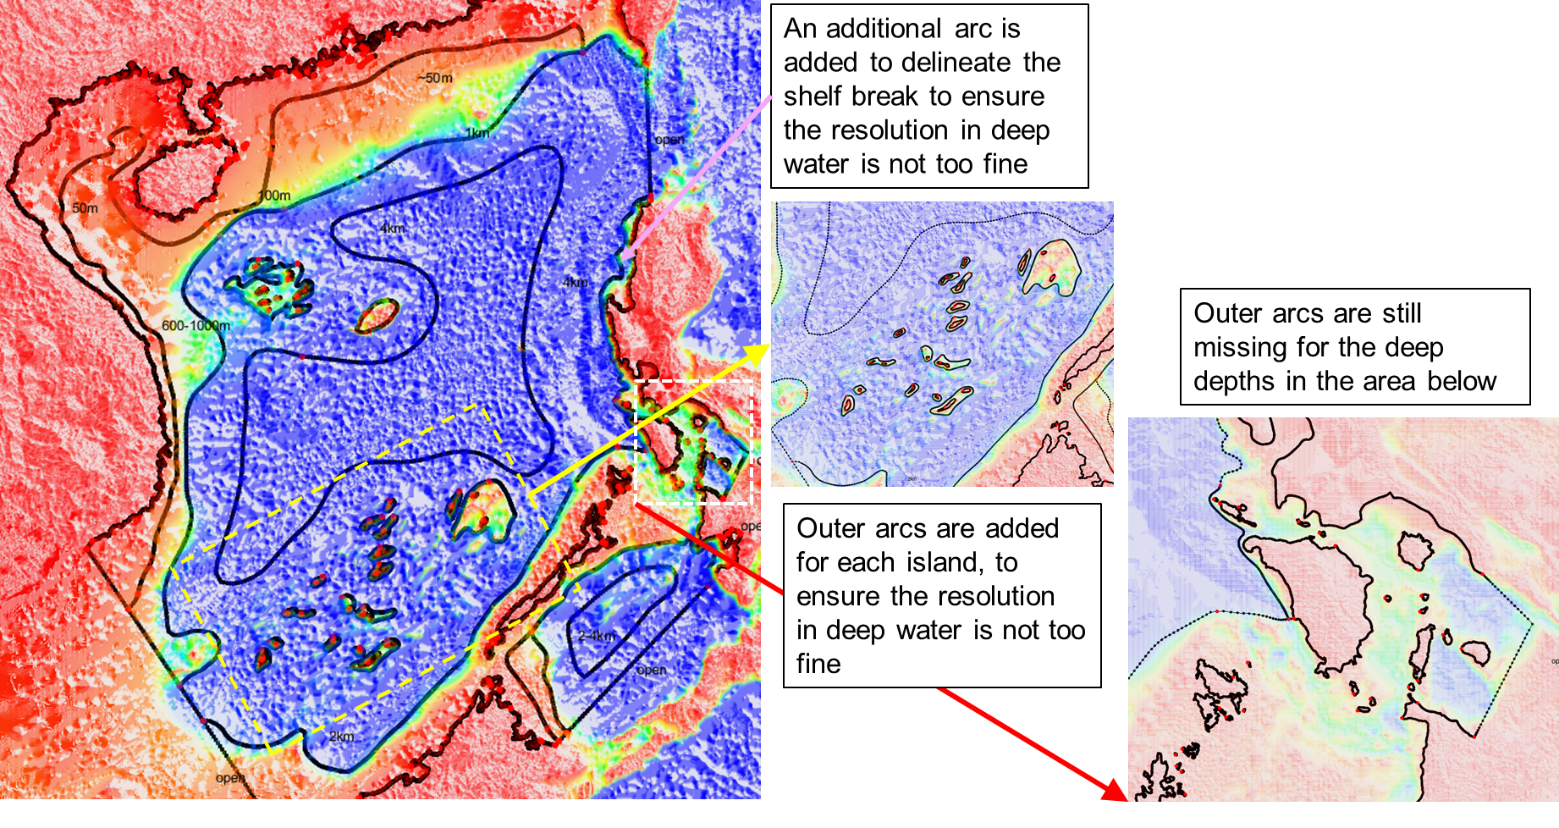 An additional arc is
added to delineate the
shelf break to ensure
the resolution in deep
water is not too fine
~50m
1km
open
100m
50m
4km
4km
600-1000m
Outer arcs are still
missing for the deep
depths in the area below
Outer arcs are added
for each island, to
ensure the resolution
in deep water is not too
fine
2-4km
open
2km
open